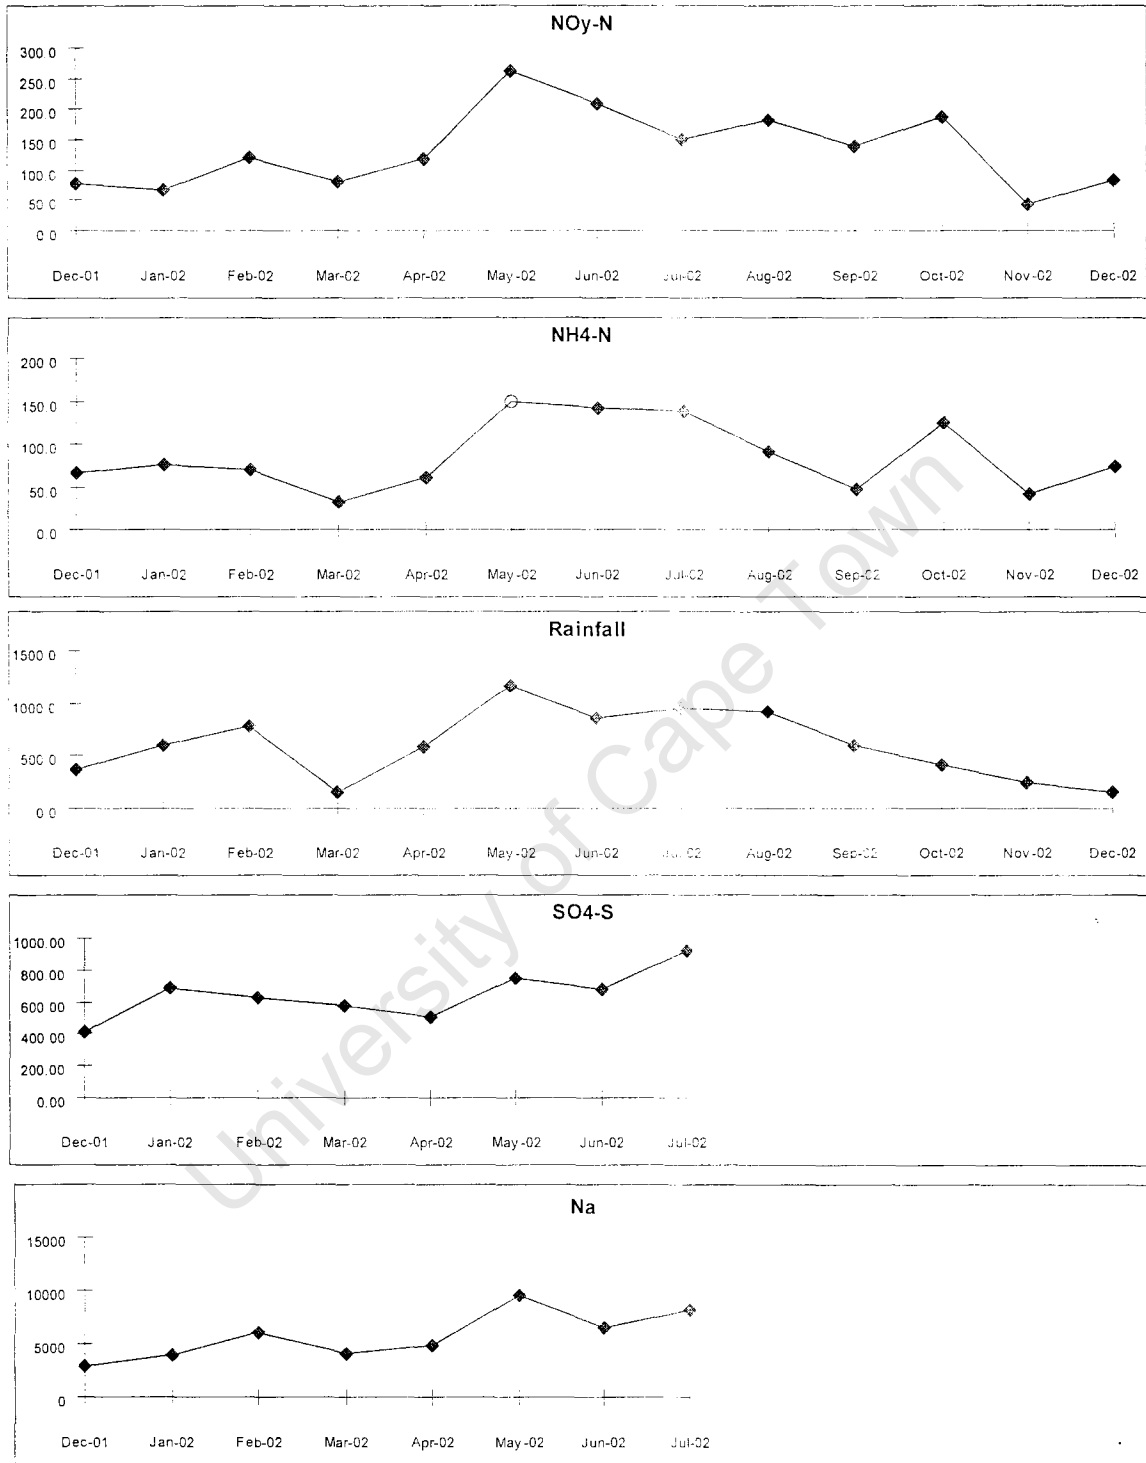 NOy-N
300.0
250.0
200.0
150.0
100.0
50.0
0.0
Dec-01 Jan-02 Feb-02 Mar-02 Apr-02 May-02 Jun-02 Jul-02 Aug-02 Sep-02 Oct-02 Nov-02 Dec-02
NH4-N
200.0
150.0
100.0
50.0
0.0
Dec-01 Jan-02 Feb-02 Mar-02 Apr-02 May-02 Jun-02 Jul-02 Aug-02 Sep-02 Oct-02 Nov-02 Dec-02
Rainfall
1500.0
1000.0
500.0
0.0
Dec-01 Jan-02 Feb-02 Mar-02 Apr-02 May-02 Jun-02 Jul-02 Aug-02 Sep-02 Oct-02 Nov-02 Dec-02
SO4-S
1000.00
800.00
600.00
400.00
200.00
0.00
Dec-01 Jan-02 Feb-02 Mar-02 Apr-02 May-02 Jun-02 Jul-02
Na
15000
10000
5000
0
Dec-01 Jan-02 Feb-02 Mar-02 Apr-02 May-02 Jun-02 Jul-02
University of Cape Town